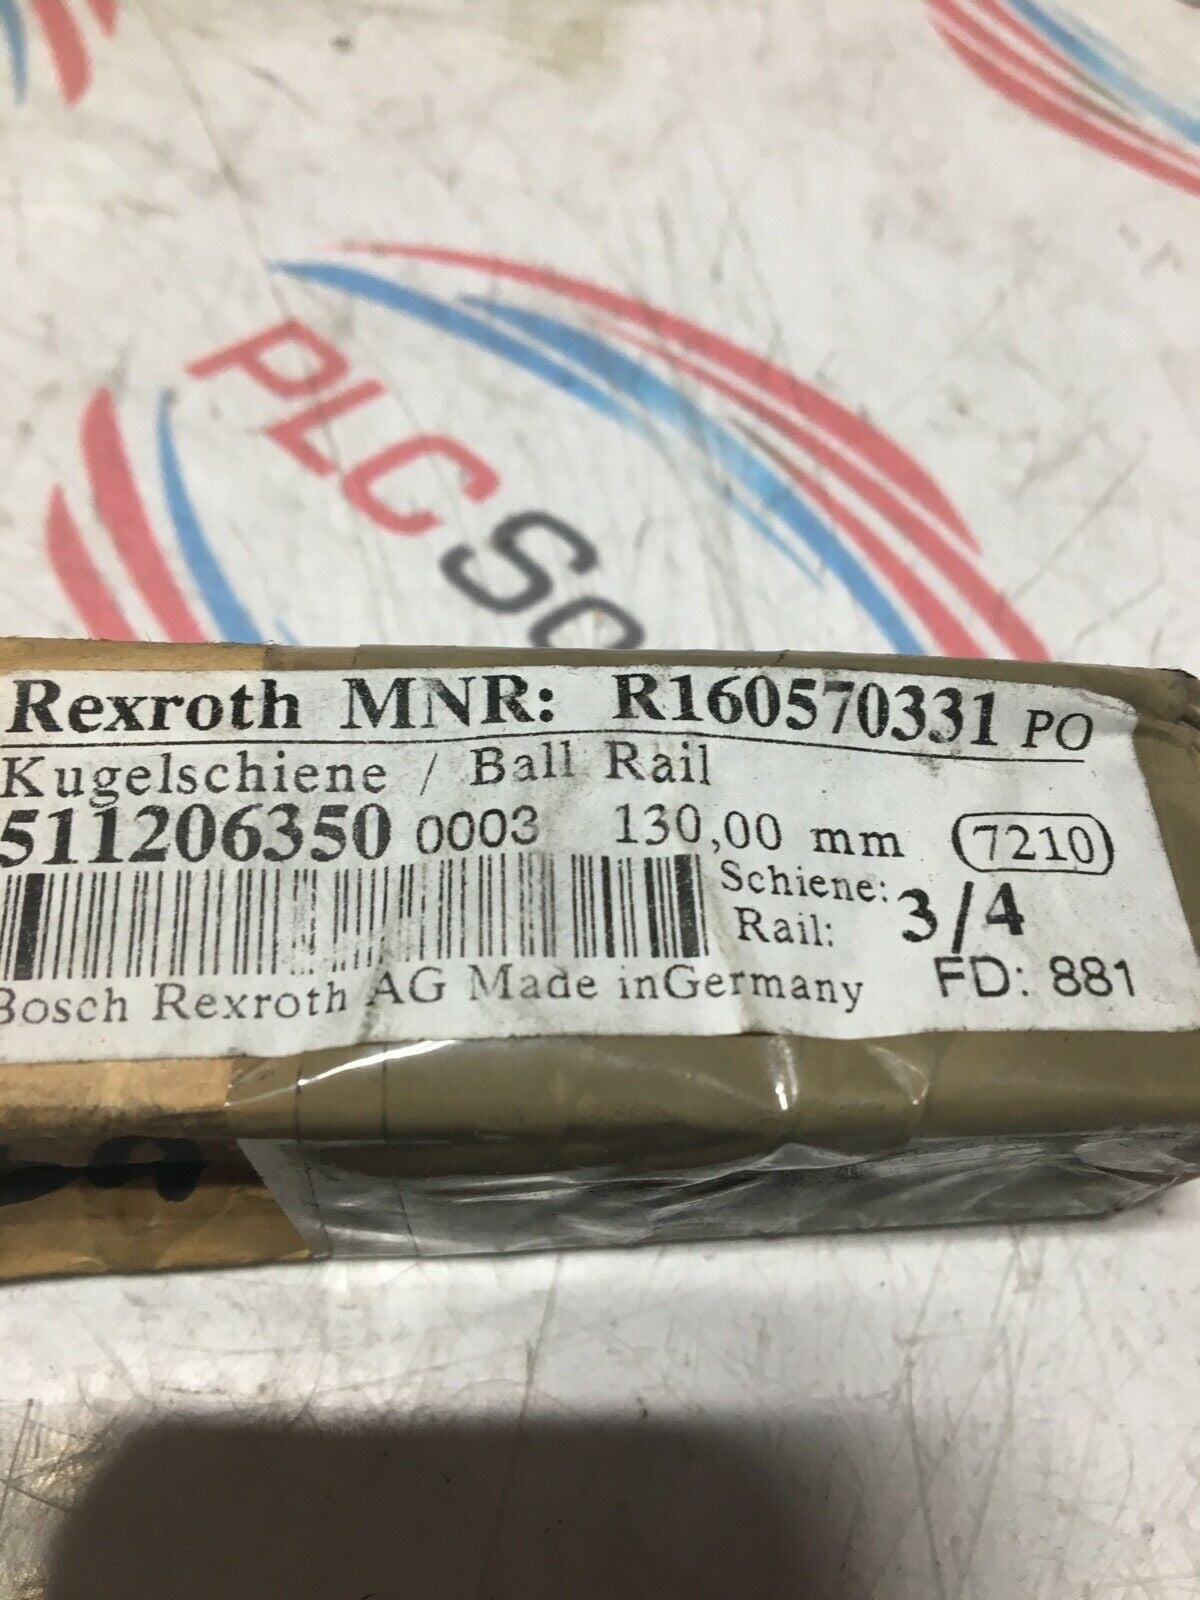 PLC
Rexroth MNR: R160570331 PO
Kugelschiene / Ball Rail
511206350 0003 130,00 mm 7210
Schiene: 3/4
Rail:
Bosch Rexroth AG Made inGermany FD: 881